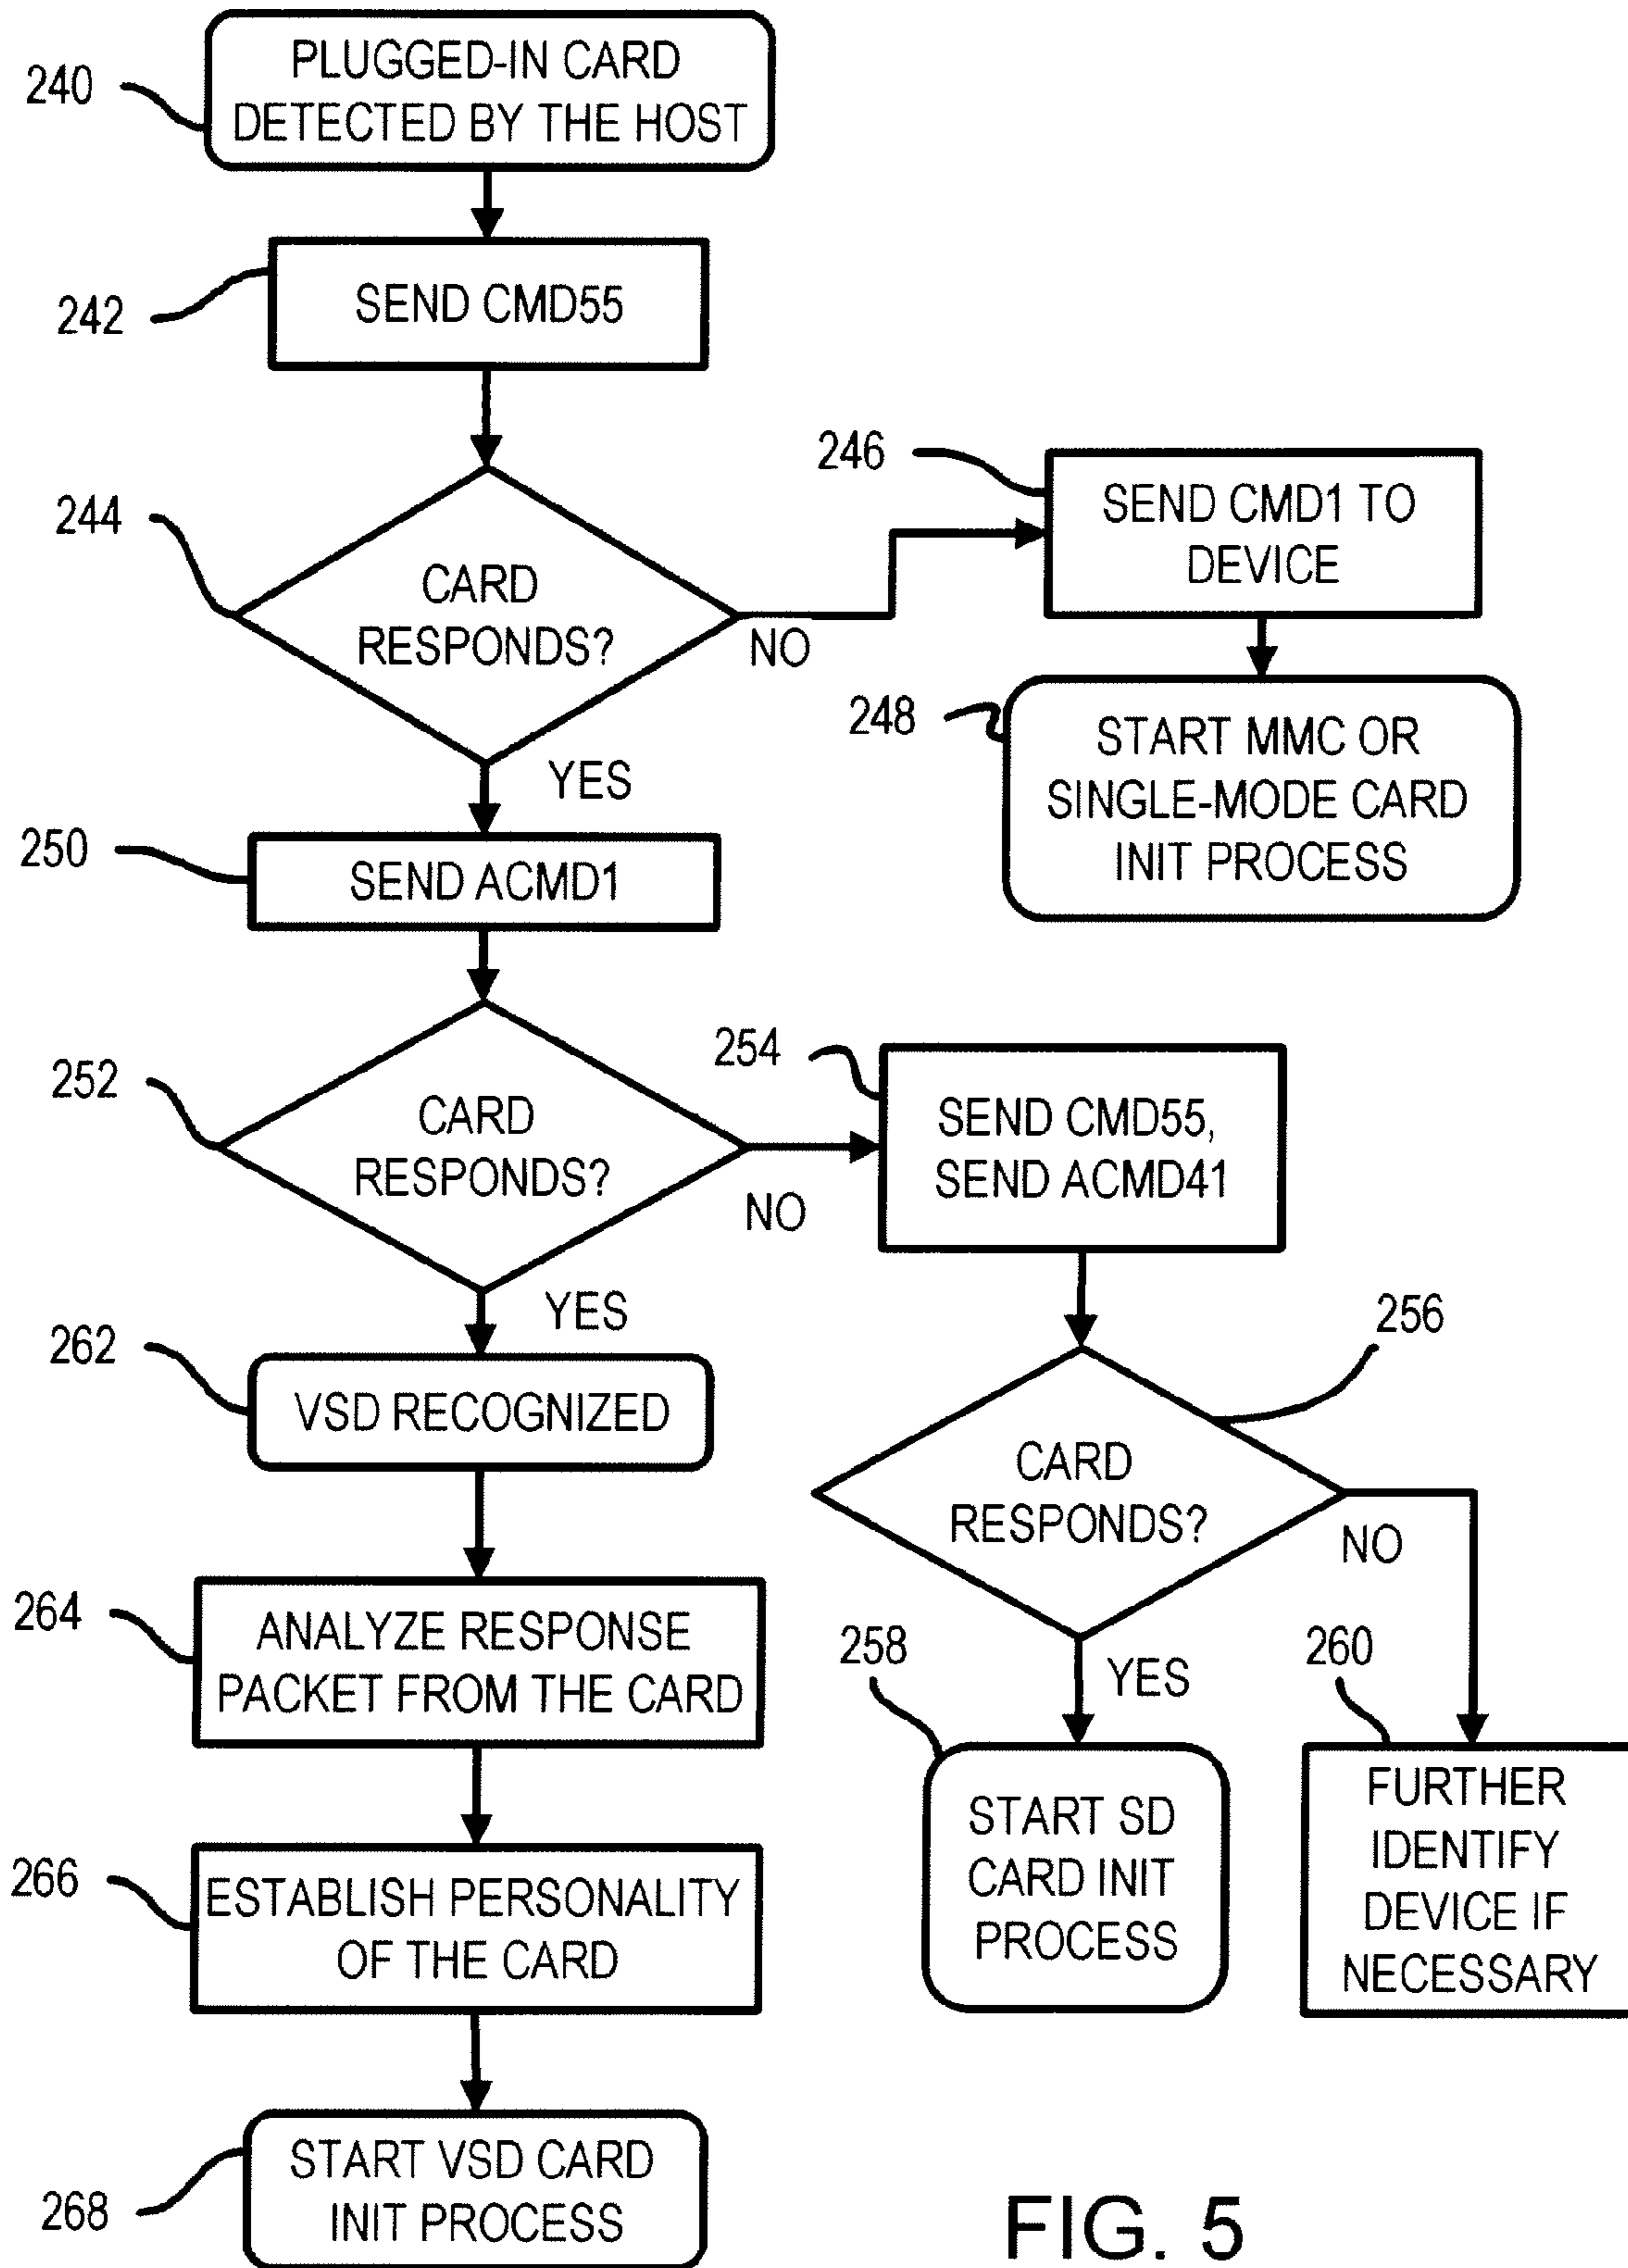 240
PLUGGED-IN CARD
DETECTED BY THE HOST
242
SEND CMD55
244
CARD
RESPONDS?
NO
YES
246
SEND CMD1 TO
DEVICE
248
START MMC OR
SINGLE-MODE CARD
INIT PROCESS
250
SEND ACMD1
252
CARD
RESPONDS?
NO
YES
254
SEND CMD55,
SEND ACMD41
256
CARD
RESPONDS?
NO
YES
258
START SD
CARD INIT
PROCESS
260
FURTHER
IDENTIFY
DEVICE IF
NECESSARY
262
VSD RECOGNIZED
264
ANALYZE RESPONSE
PACKET FROM THE CARD
266
ESTABLISH PERSONALITY
OF THE CARD
268
START VSD CARD
INIT PROCESS
FIG. 5